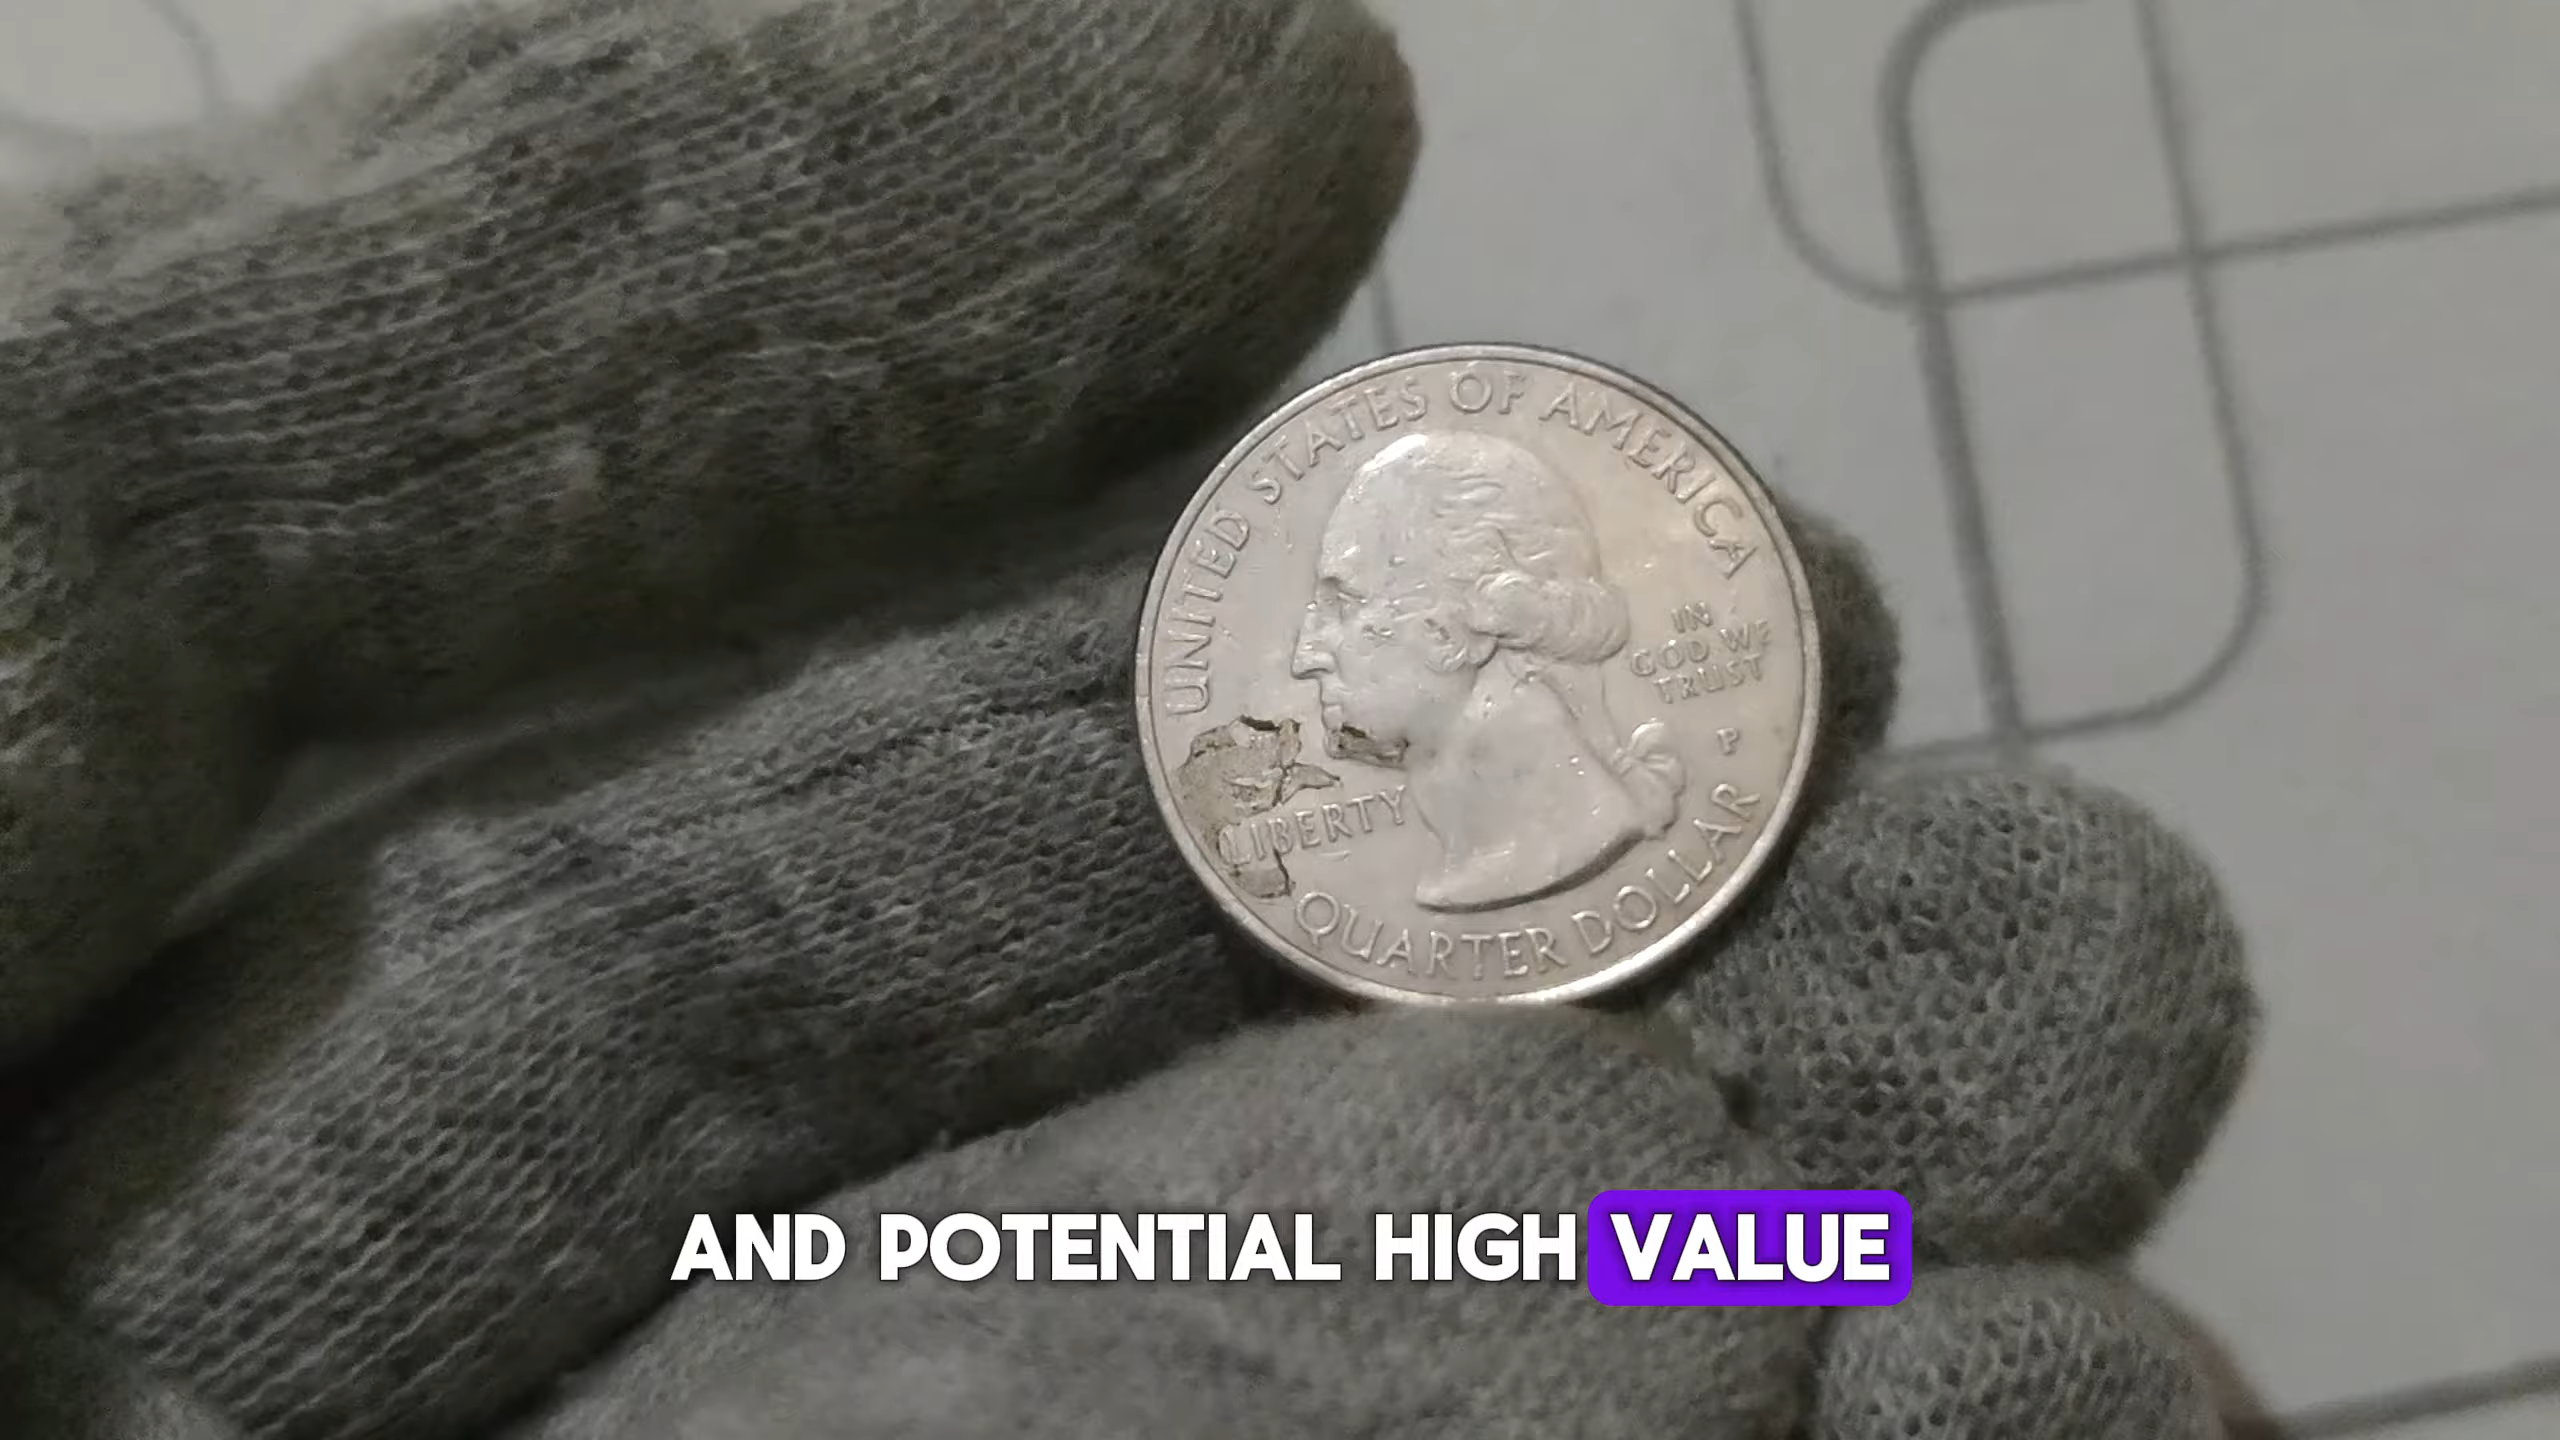 UNITED STATES OF AMERICA
IN
GOD WE
TRUST
P
LIBERTY
QUARTER DOLLAR
AND POTENTIAL HIGH VALUE